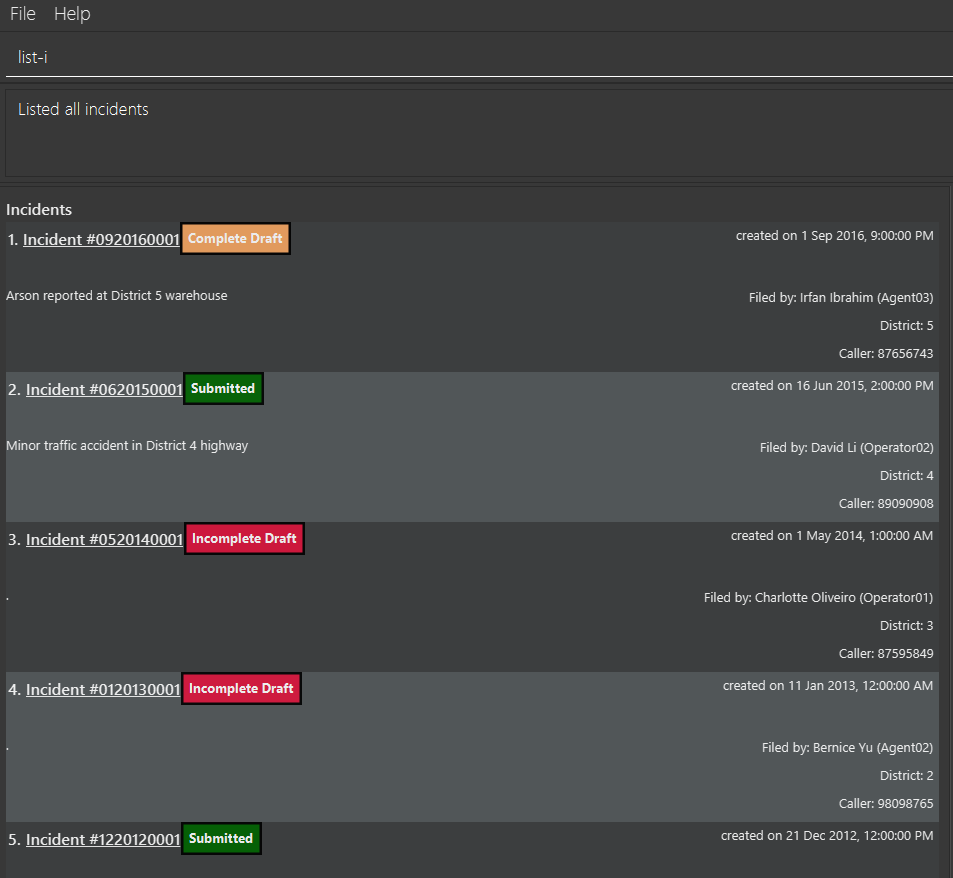 File Help
list-i
Listed all incidents
Incidents
1. Incident #0920160001 Complete Draft created on 1 Sep 2016, 9:00:00 PM
Arson reported at District 5 warehouse Filed by: Irfan Ibrahim (Agent03)
District: 5
Caller: 87656743
2. Incident #0620150001 Submitted created on 16 Jun 2015, 2:00:00 PM
Minor traffic accident in District 4 highway Filed by: David Li (Operator02)
District: 4
Caller: 89090908
3. Incident #0520140001 Incomplete Draft created on 1 May 2014, 1:00:00 AM
. Filed by: Charlotte Oliveiro (Operator01)
District: 3
Caller: 87595849
4. Incident #0120130001 Incomplete Draft created on 11 Jan 2013, 12:00:00 AM
. Filed by: Bernice Yu (Agent02)
District: 2
Caller: 98098765
5. Incident #1220120001 Submitted created on 21 Dec 2012, 12:00:00 PM